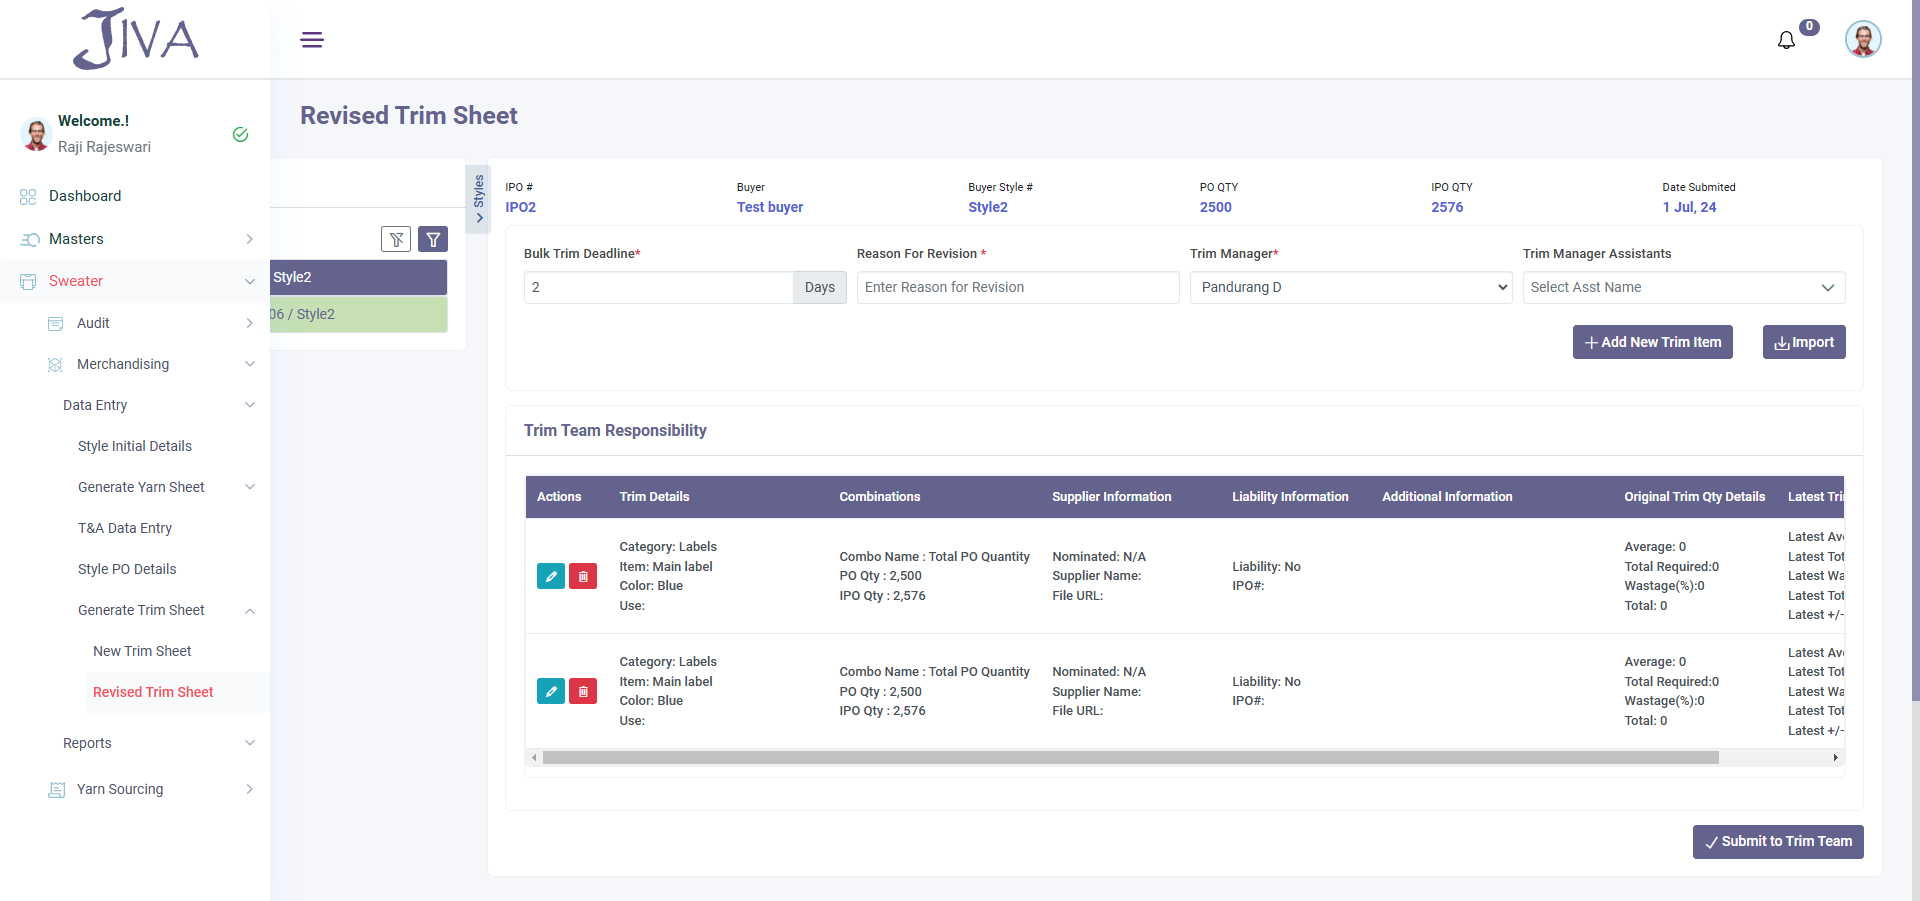 JIVA
0
Welcome.!
Raji Rajeswari
Dashboard
Masters
Sweater
Audit
Merchandising
Data Entry
Style Initial Details
Generate Yarn Sheet
T&A Data Entry
Style PO Details
Generate Trim Sheet
New Trim Sheet
Revised Trim Sheet
Reports
Yarn Sourcing
Revised Trim Sheet
Style2
06 / Style2
Styles
IPO # Buyer Buyer Style # PO QTY IPO QTY Date Submited
IPO2 Test buyer Style2 2500 2576 1 Jul, 24
Bulk Trim Deadline* Reason For Revision * Trim Manager* Trim Manager Assistants
2 Days Enter Reason for Revision Pandurang D Select Asst Name
Add New Trim Item Import
Trim Team Responsibility
Actions Trim Details Combinations Supplier Information Liability Information Additional Information Original Trim Qty Details Latest Tri
Category: Labels
Item: Main label
Color: Blue
Use:
Combo Name : Total PO Quantity
PO Qty : 2,500
IPO Qty : 2,576
Nominated: N/A
Supplier Name:
File URL:
Liability: No
IPO#:
Average: 0
Total Required:0
Wastage(%):0
Total: 0
Latest Av
Latest Tot
Latest Wa
Latest Tot
Latest +/-
Category: Labels
Item: Main label
Color: Blue
Use:
Combo Name : Total PO Quantity
PO Qty : 2,500
IPO Qty : 2,576
Nominated: N/A
Supplier Name:
File URL:
Liability: No
IPO#:
Average: 0
Total Required:0
Wastage(%):0
Total: 0
Latest Av
Latest Tot
Latest Wa
Latest Tot
Latest +/-
Submit to Trim Team